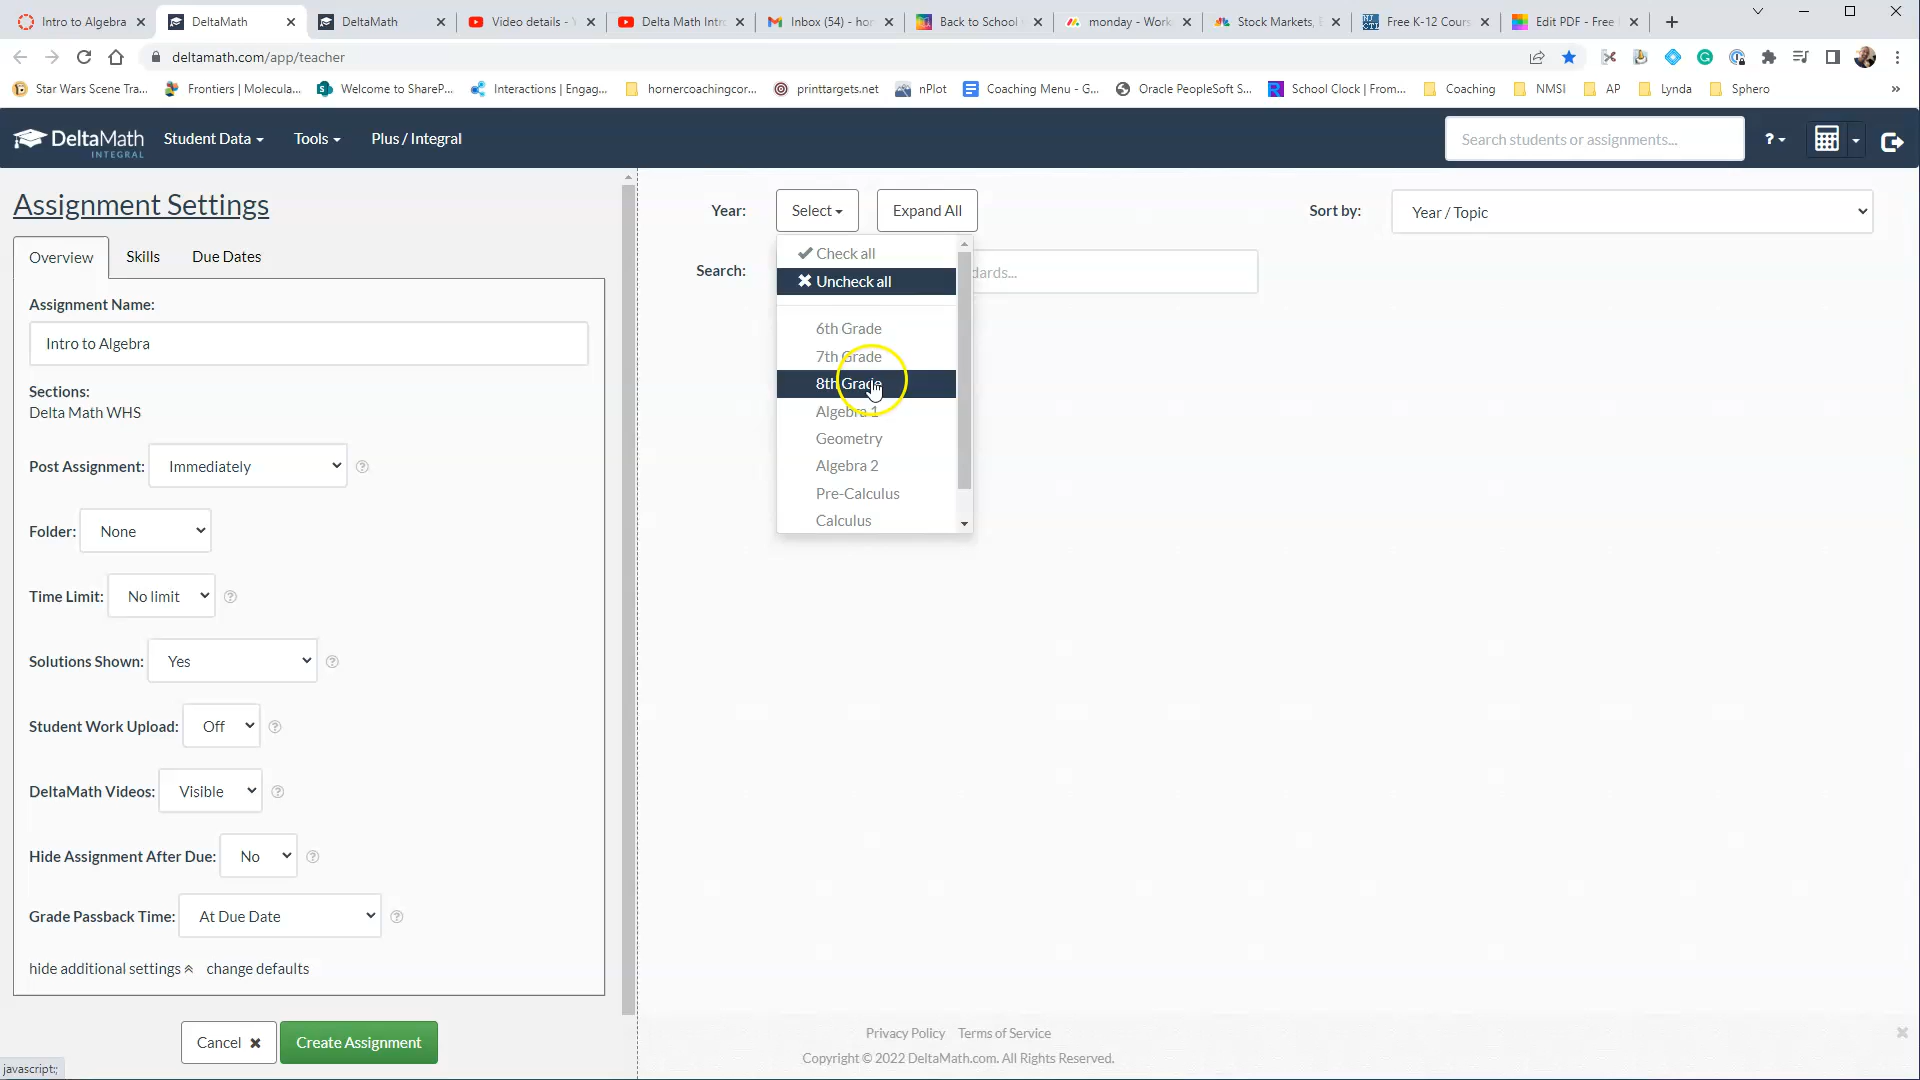 Intro to Algebra
DeltaMath
DeltaMath
Video details - Y
Delta Math Intr
Inbox (54) - ho
Back to School
monday - Work
Stock Markets, B
Free K-12 Cours
Edit PDF - Free
deltamath.com/app/teacher
Star Wars Scene Tra...
Frontiers | Molecula...
Welcome to ShareP...
Interactions | Engag...
hornercoachingcor...
printtargets.net
nPlot
Coaching Menu - G...
Oracle PeopleSoft S...
School Clock | From...
Coaching
NMSI
AP
Lynda
Sphero
»
DeltaMath
INTEGRAL
Student Data
Tools
Plus / Integral
Search students or assignments...
?
Assignment Settings
Year:
Select
Expand All
Sort by:
Year / Topic
Overview
Skills
Due Dates
Check all
Search:
dards...
Uncheck all
Assignment Name:
6th Grade
Intro to Algebra
7th Grade
8th Grade
Sections:
Delta Math WHS
Algebra 1
Geometry
Post Assignment:
Immediately
?
Algebra 2
Pre-Calculus
Calculus
Folder:
None
Time Limit:
No limit
?
Solutions Shown:
Yes
?
Student Work Upload:
Off
?
DeltaMath Videos:
Visible
?
Hide Assignment After Due:
No
?
Grade Passback Time:
At Due Date
?
hide additional settings
change defaults
Cancel
Create Assignment
Privacy Policy
Terms of Service
Copyright © 2022 DeltaMath.com. All Rights Reserved.
javascript:;